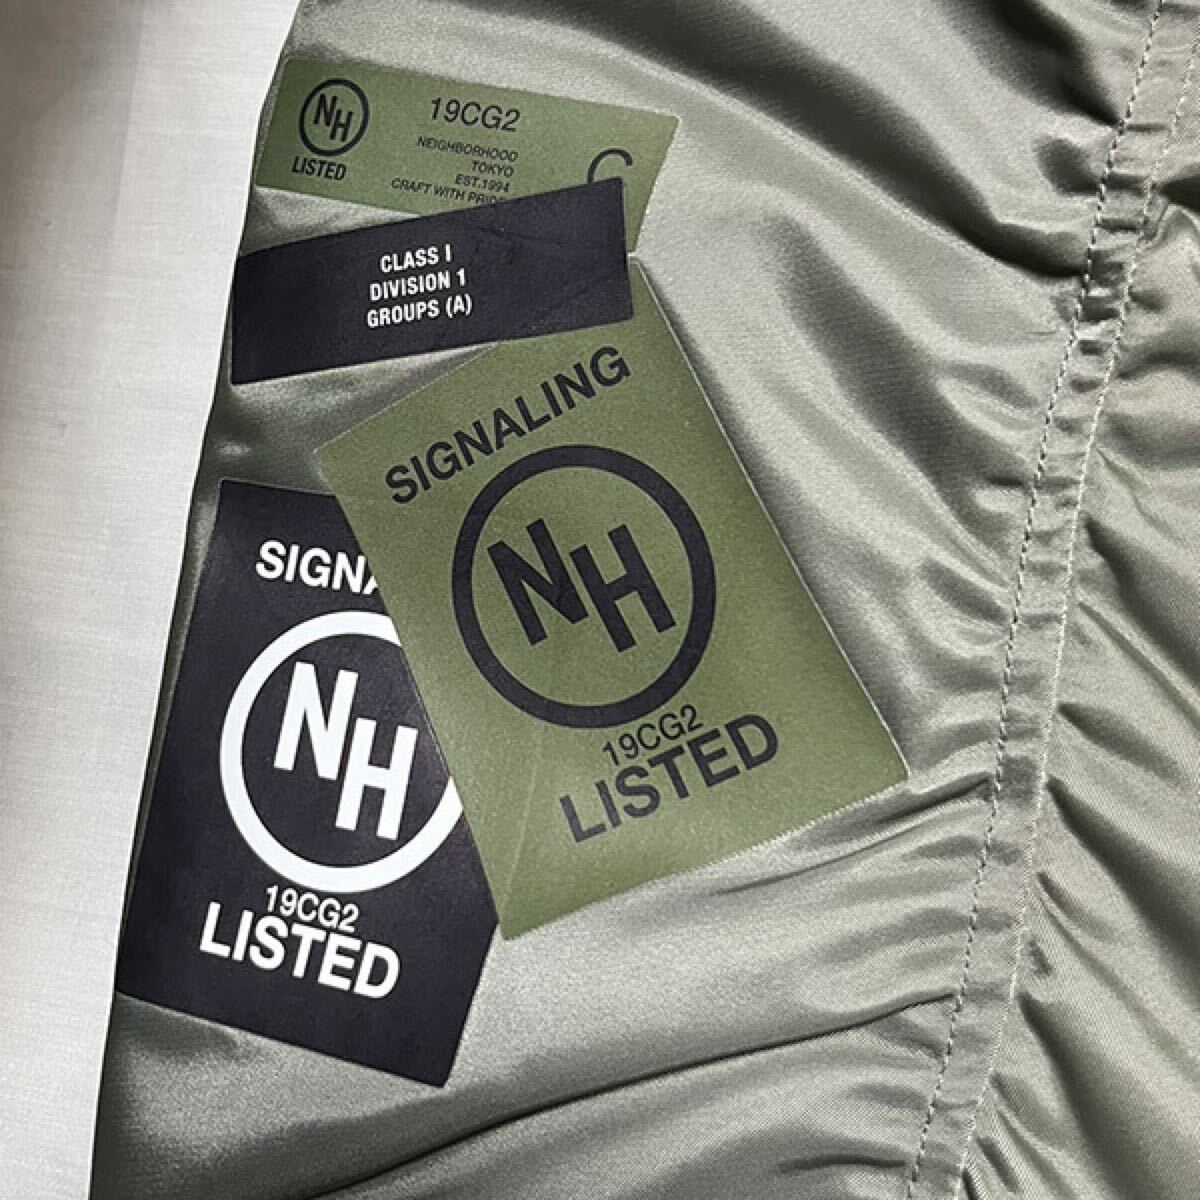 NH
LISTED
19CG2
NEIGHBORHOOD
TOKYO
EST.1994
CRAFT WITH PRIDE
C
CLASS I
DIVISION 1
GROUPS (A)
SIGNALING
NH
19CG2
LISTED
SIGNA
NH
19CG2
LISTED